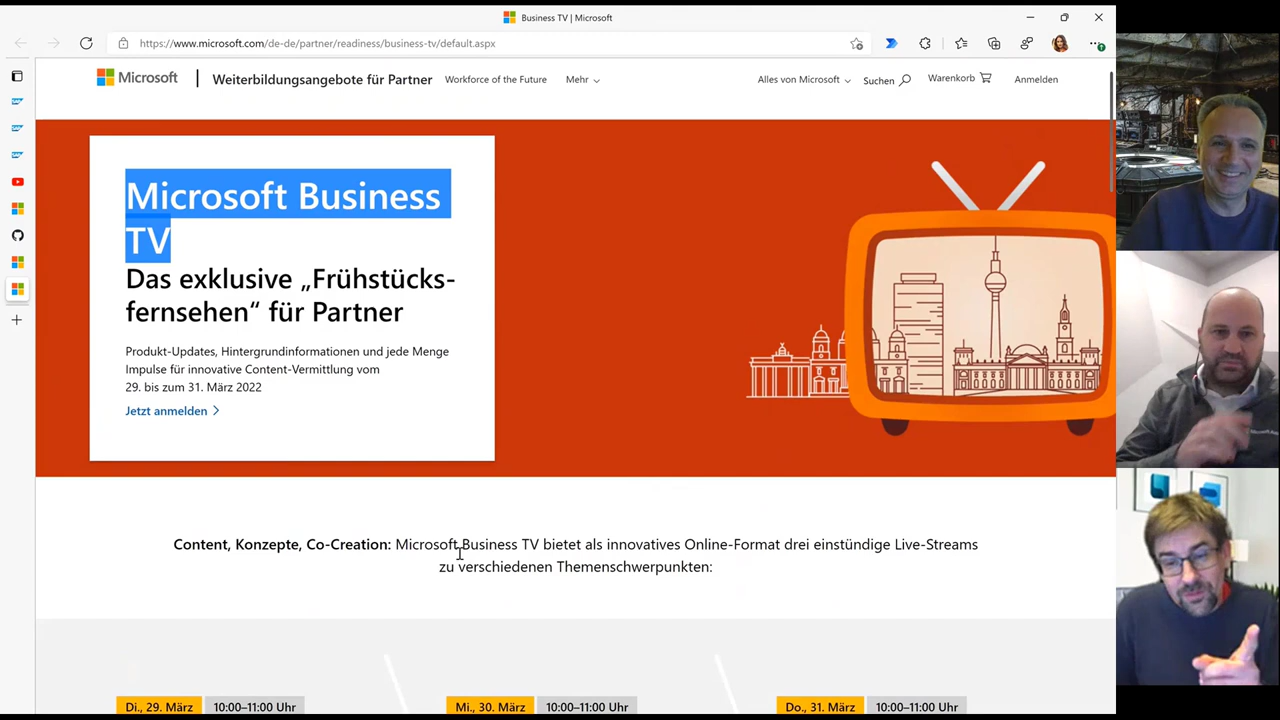 Business TV | Microsoft
https://www.microsoft.com/de-de/partner/readiness/business-tv/default.aspx
Microsoft
Weiterbildungsangebote für Partner
Workforce of the Future
Mehr
Alles von Microsoft
Suchen
Warenkorb
Anmelden
Microsoft Business
TV
Das exklusive „Frühstücks-
fernsehen“ für Partner
Produkt-Updates, Hintergrundinformationen und jede Menge
Impulse für innovative Content-Vermittlung vom
29. bis zum 31. März 2022
Jetzt anmelden
Content, Konzepte, Co-Creation: Microsoft Business TV bietet als innovatives Online-Format drei einstündige Live-Streams
zu verschiedenen Themenschwerpunkten:
Di., 29. März 10:00–11:00 Uhr
Mi., 30. März 10:00–11:00 Uhr
Do., 31. März 10:00–11:00 Uhr